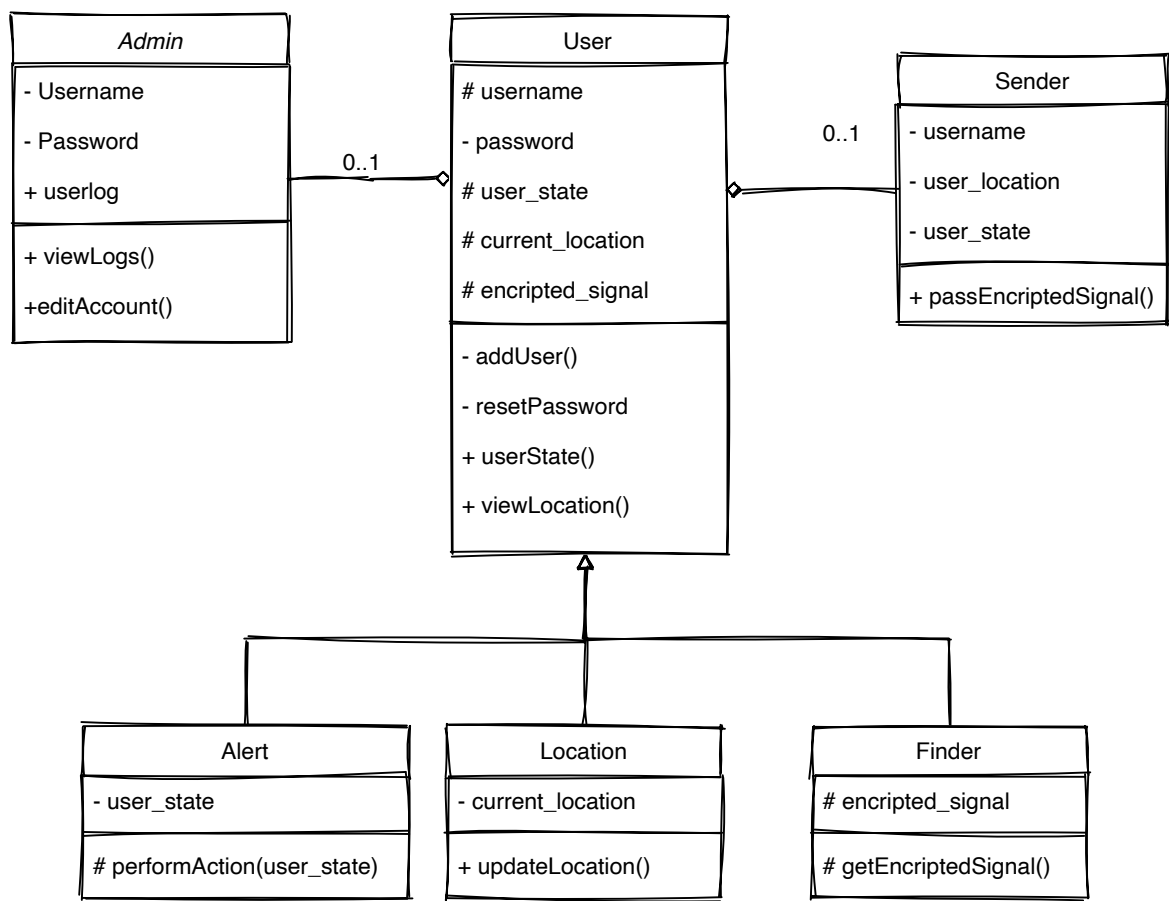 Admin
- Username
- Password
+ userlog
+ viewLogs()
+editAccount()
0..1
User
# username
- password
# user_state
# current_location
# encripted_signal
- addUser()
- resetPassword
+ userState()
+ viewLocation()
0..1
Sender
- username
- user_location
- user_state
+ passEncriptedSignal()
Alert
- user_state
# performAction(user_state)
Location
- current_location
+ updateLocation()
Finder
# encripted_signal
# getEncriptedSignal()